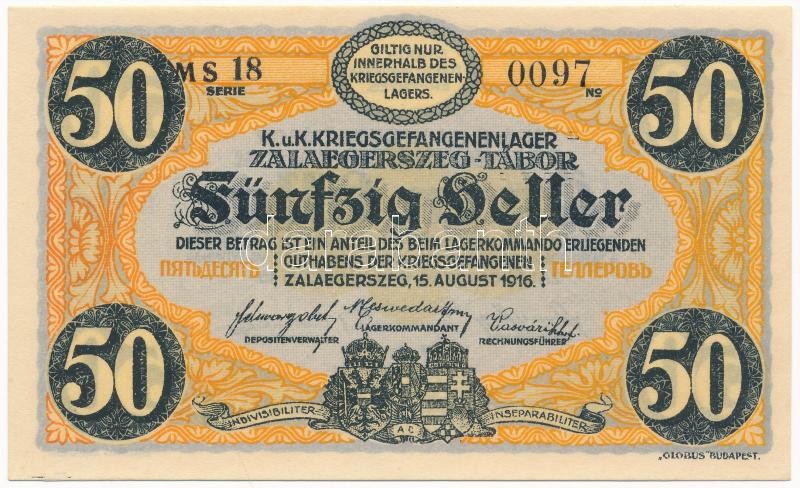 50
MS 18
SERIE
GILTIG NUR
INNERHALB DES
KRIEGSGEFANGENEN-
LAGERS.
0097
No
50
K.u.K.KRIEGSGEFANGENENLAGER
ZALAEGERSZEG-TÁBOR
Fünfzig Heller
DIESER BETRAG IST EIN ANTEIL DES BEIM LAGERKOMMANDO ERLIEGENDEN
ПЯТЬДЕСЯТЬ GUTHABENS DER KRIEGSGEFANGENEN. ГЕЛЛЕРОВЪ
ZALAEGERSZEG, 15. AUGUST 1916.
DEPOSITENVERWALTER LAGERKOMMANDANT RECHNUNGSFÜHRER
50
INDIVISIBILITER AC INSEPARABILITER
50
„GLOBUS" BUDAPEST.
darabanth